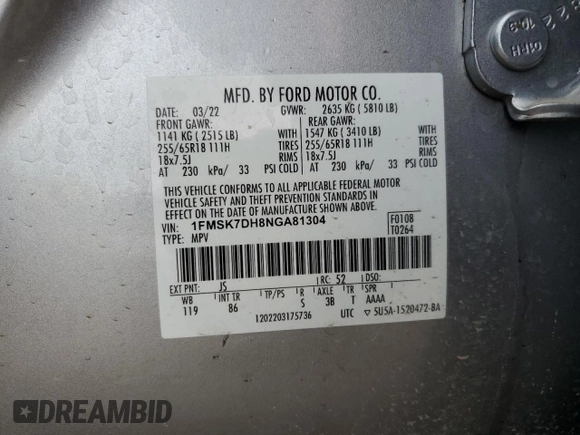 822
10.9
01PH
MFD. BY FORD MOTOR CO.
DATE: 03/22 GVWR: 2635 KG ( 5810 LB)
FRONT GAWR: REAR GAWR:
1141 KG ( 2515 LB) WITH 1547 KG ( 3410 LB) WITH
255/65R18 111H TIRES 255/65R18 111H TIRES
18x7.5J RIMS 18x7.5J RIMS
AT 230 kPa/ 33 PSI COLD AT 230 kPa/ 33 PSI COLD
THIS VEHICLE CONFORMS TO ALL APPLICABLE FEDERAL MOTOR
VEHICLE SAFETY AND THEFT PREVENTION STANDARDS IN
EFFECT ON THE DATE OF MANUFACTURE SHOWN ABOVE.
VIN: 1FMSK7DH8NGA81304 F0108
TYPE: MPV T0264
EXT PNT: JS RC: 52 DSO:
WB INT TR TP/PS R AXLE TR SPR
119 86 S 3B T AAAA
1202203175736 UTC ▽ SU5A-1520472-BA
DREAMBID